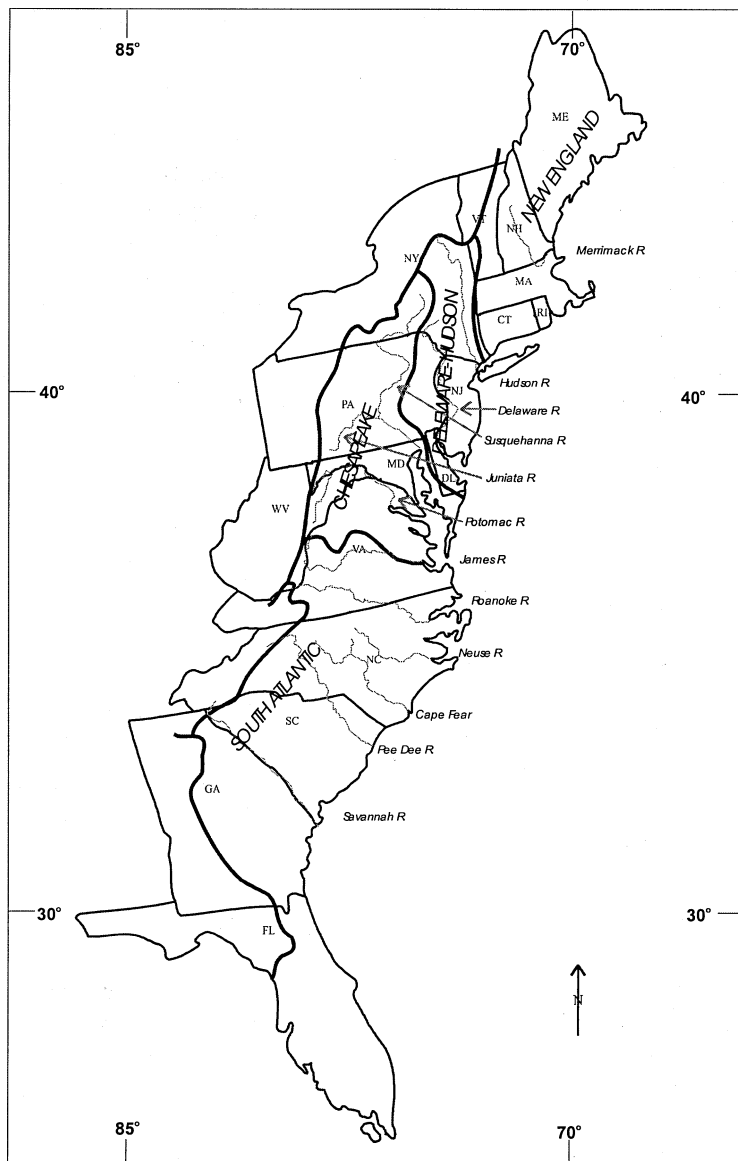 85°
70°
ME
NEW ENGLAND
VT
NH
NY
Merrimack R
MA
CT
RI
DELEWARE-HUDSON
Hudson R
40°
40°
NJ
Delaware R
PA
CHESAPEAKE
Susquehanna R
MD
DL
Juniata R
WV
Potomac R
VA
James R
Roanoke R
Neuse R
NC
SOUTH ATLANTIC
Cape Fear
SC
Pee Dee R
GA
Savannah R
30°
30°
FL
N
85°
70°